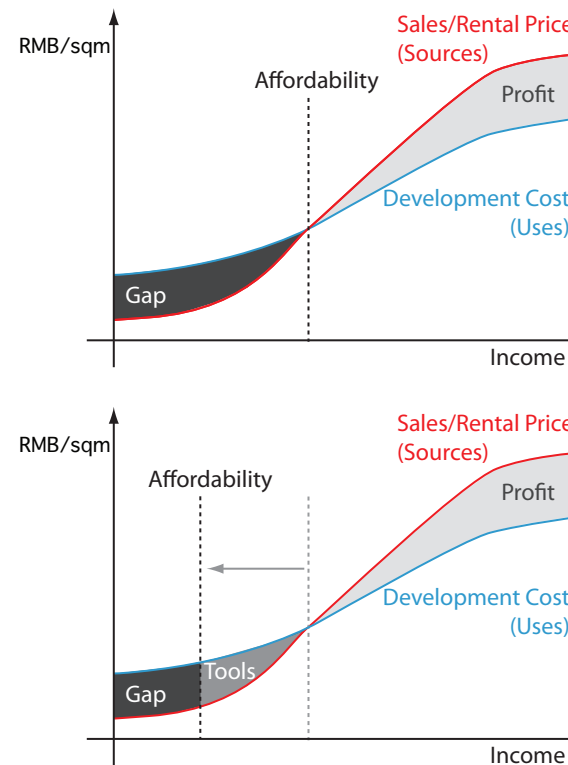 Sales/Rental Price
(Sources)
RMB/sqm
Affordability
Profit
Development Cost
(Uses)
Gap
Income
Sales/Rental Price
(Sources)
RMB/sqm
Affordability
Profit
Development Cost
(Uses)
Tools
Gap
Income